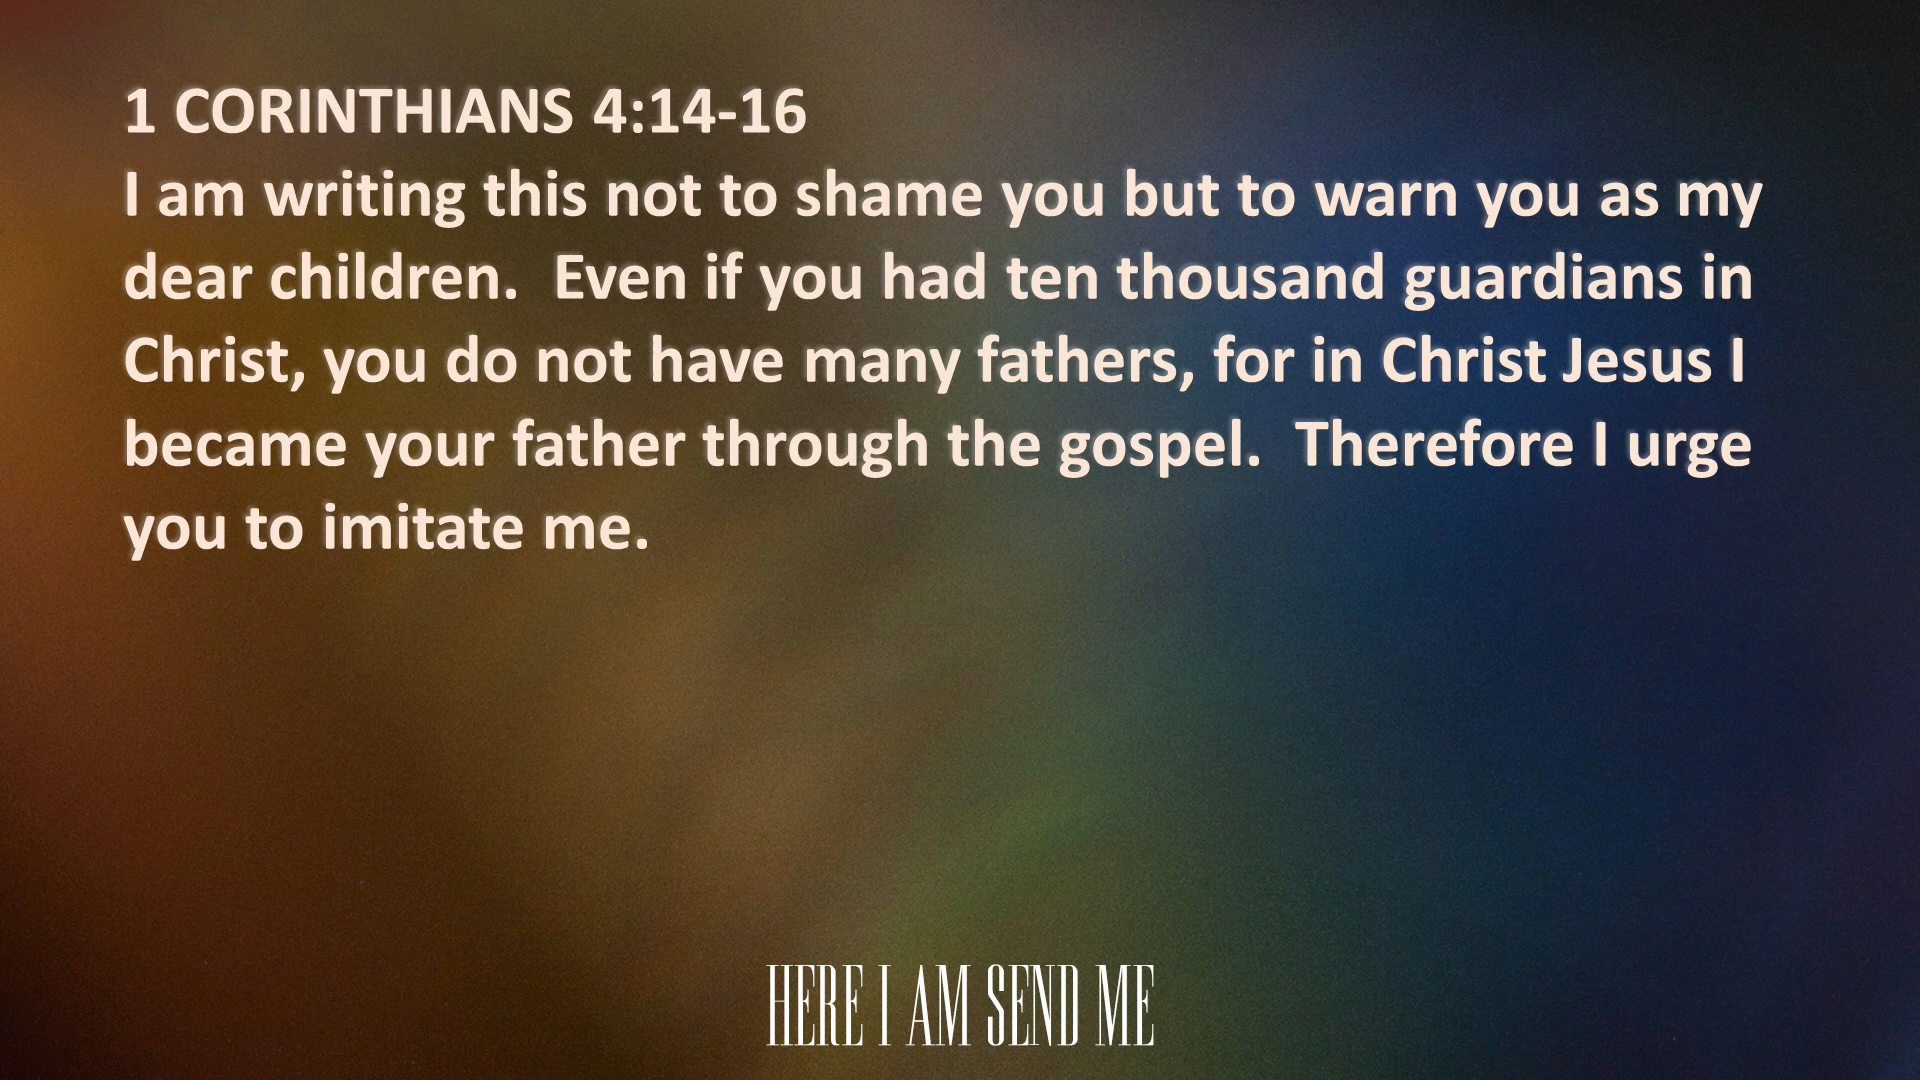 1 CORINTHIANS 4:14-16
I am writing this not to shame you but to warn you as my
dear children.  Even if you had ten thousand guardians in
Christ, you do not have many fathers, for in Christ Jesus I
became your father through the gospel.  Therefore I urge
you to imitate me.
HERE I AM SEND ME